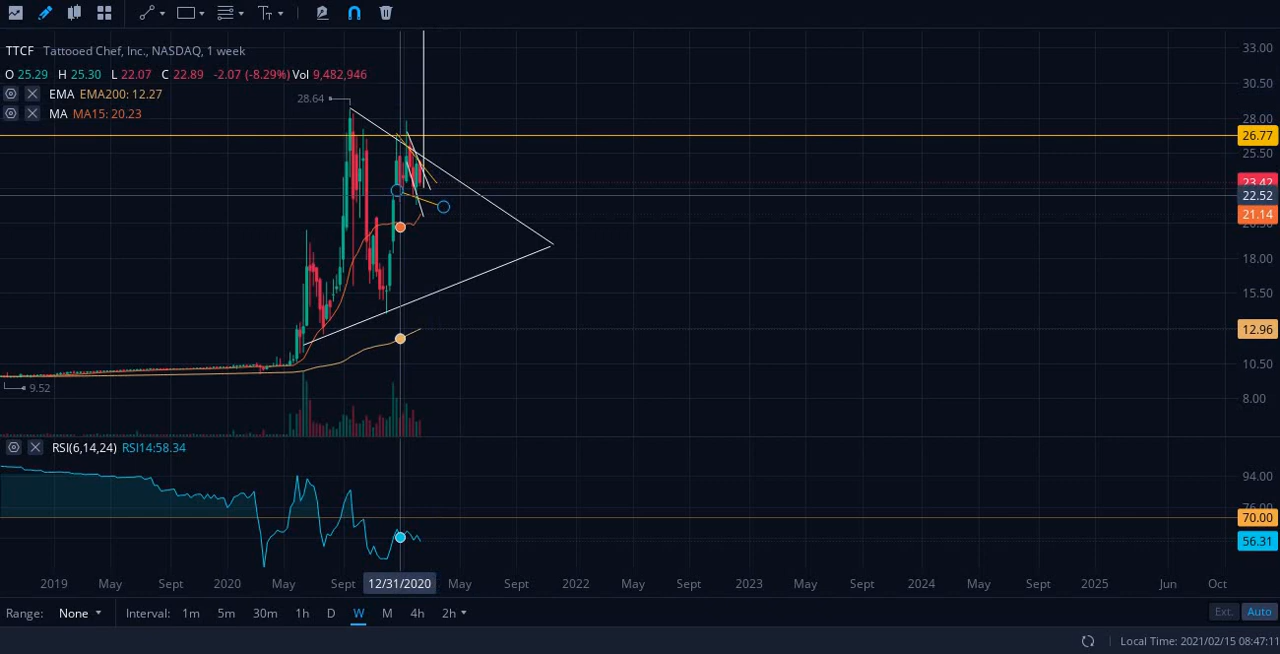 TTCF Tattooed Chef, Inc., NASDAQ, 1 week
O 25.29 H 25.30 L 22.07 C 22.89 -2.07 (-8.29%) Vol 9,482,946
EMA EMA200: 12.27
MA MA15: 20.23
28.64
9.52
33.00
30.50
28.00
26.77
25.50
23.42
22.52
21.14
20.50
18.00
15.50
12.96
10.50
8.00
RSI(6,14,24) RSI14:58.34
94.00
76.00
70.00
56.31
2019 May Sept 2020 May Sept 12/31/2020 May Sept 2022 May Sept 2023 May Sept 2024 May Sept 2025 Jun Oct
Range: None Interval: 1m 5m 30m 1h D W M 4h 2h Ext. Auto
Local Time: 2021/02/15 08:47:11